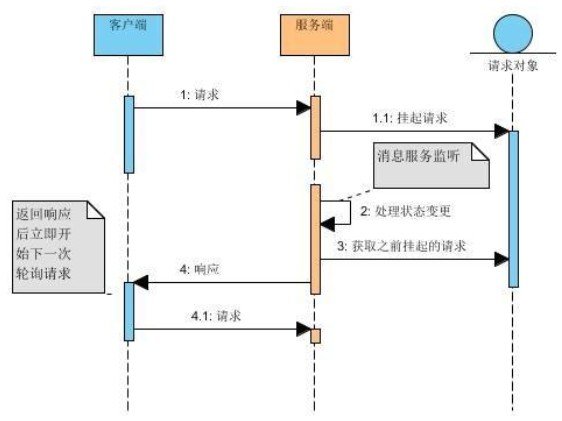 客户端
服务端
请求对象
1: 请求
1.1: 挂起请求
消息服务监听
2: 处理状态变更
返回响应
后立即开
始下一次
轮询请求
3: 获取之前挂起的请求
4: 响应
4.1: 请求